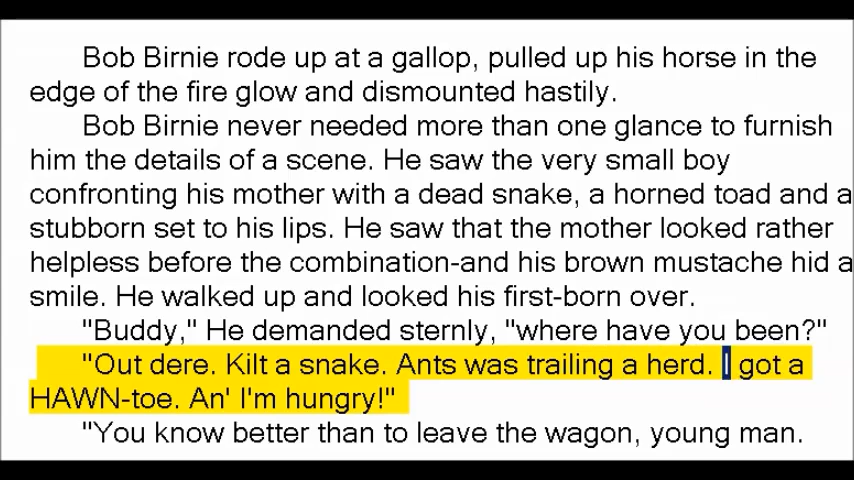 Bob Birnie rode up at a gallop, pulled up his horse in the
edge of the fire glow and dismounted hastily.
Bob Birnie never needed more than one glance to furnish
him the details of a scene. He saw the very small boy
confronting his mother with a dead snake, a horned toad and a
stubborn set to his lips. He saw that the mother looked rather
helpless before the combination-and his brown mustache hid a
smile. He walked up and looked his first-born over.
"Buddy," He demanded sternly, "where have you been?"
"Out dere. Kilt a snake. Ants was trailing a herd. I got a
HAWN-toe. An' I'm hungry!"
"You know better than to leave the wagon, young man.